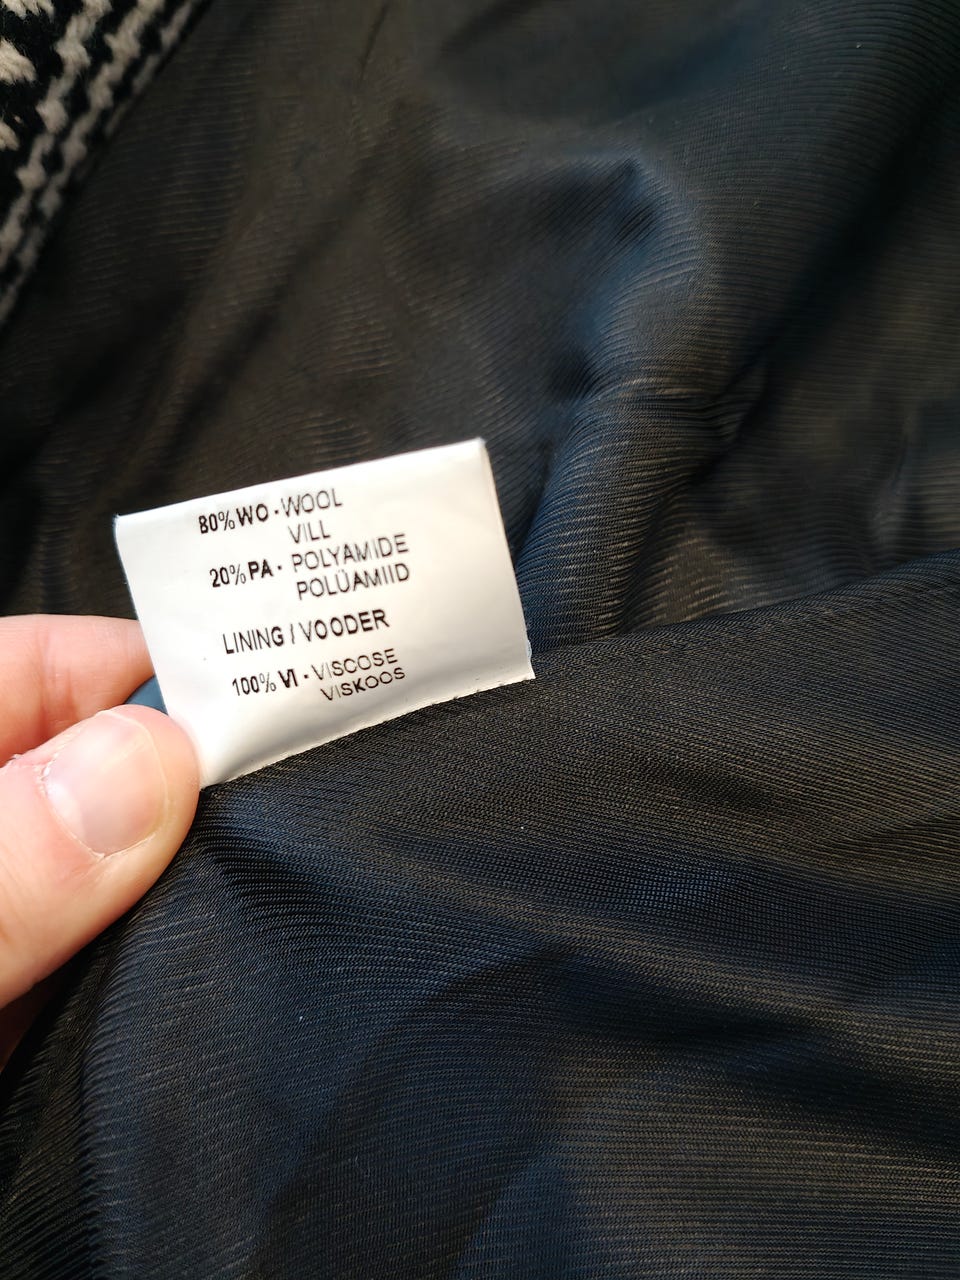 80% WO - WOOL
VILL
20% PA - POLYAMIDE
POLÜAMIID
LINING / VOODER
100% VI - VISCOSE
VISKOOS